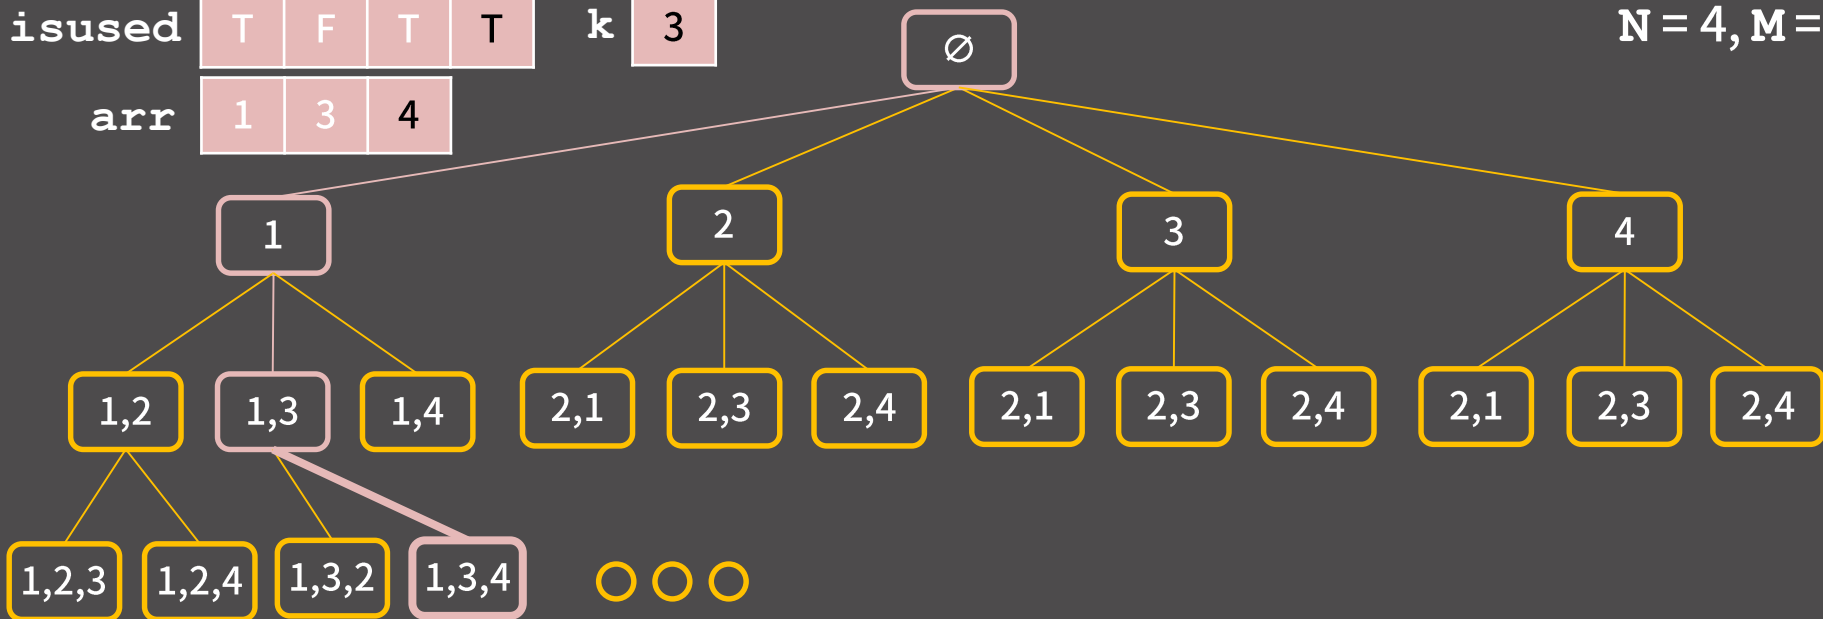 isused T F T T k 3 ∅ N = 4, M =
arr 1 3 4
1 2 3 4
1,2 1,3 1,4 2,1 2,3 2,4 2,1 2,3 2,4 2,1 2,3 2,4
1,2,3 1,2,4 1,3,2 1,3,4